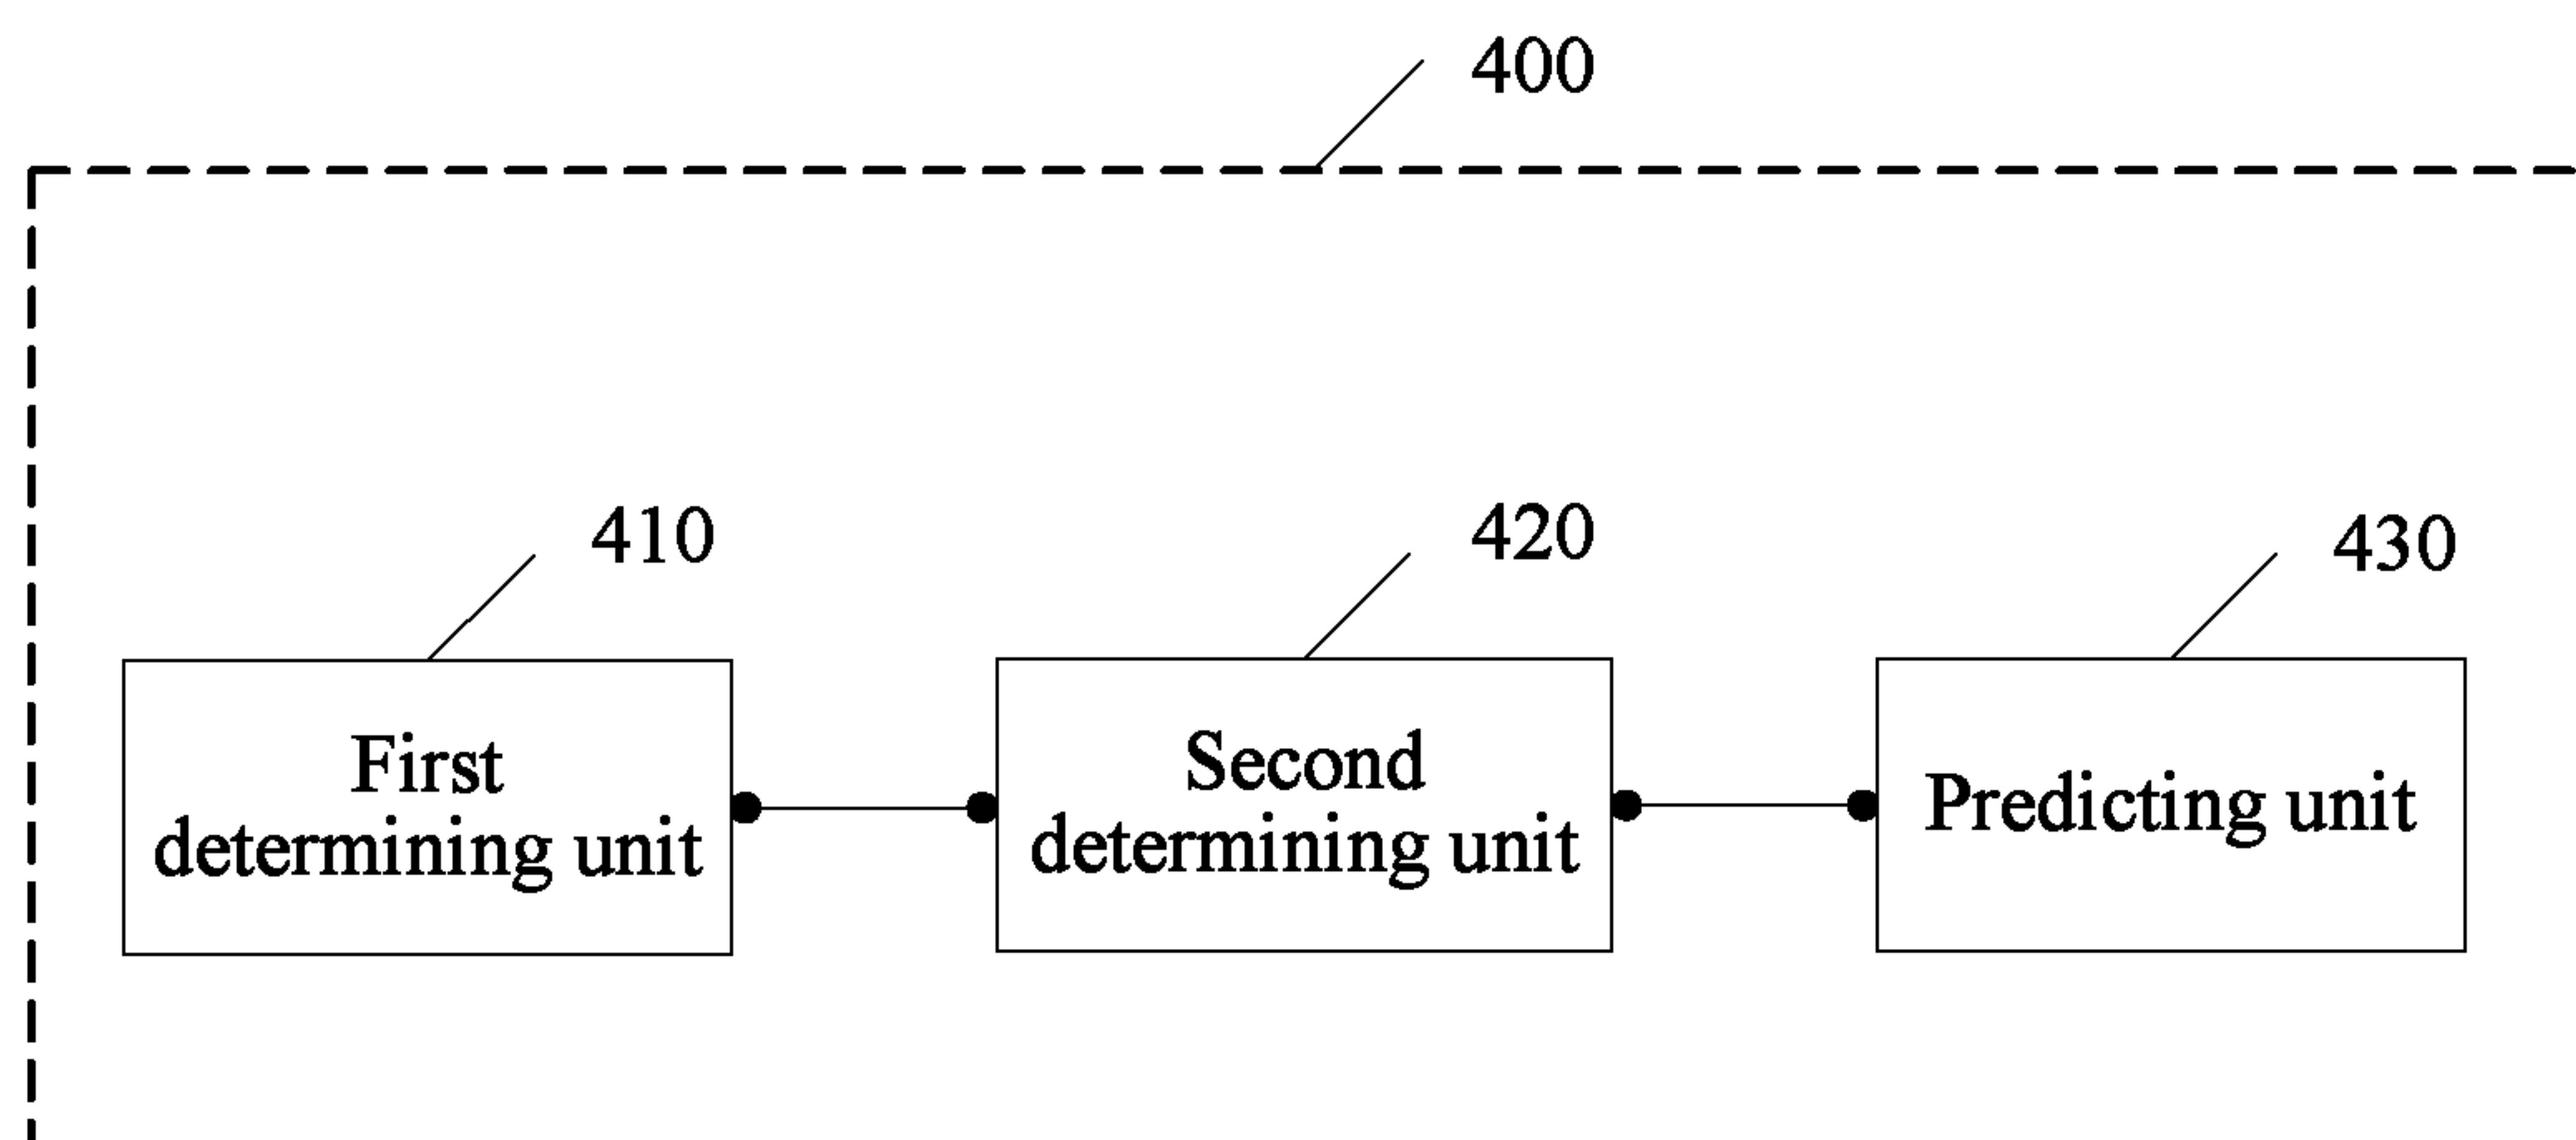 400
410
420
430
First
determining unit
Second
determining unit
Predicting unit